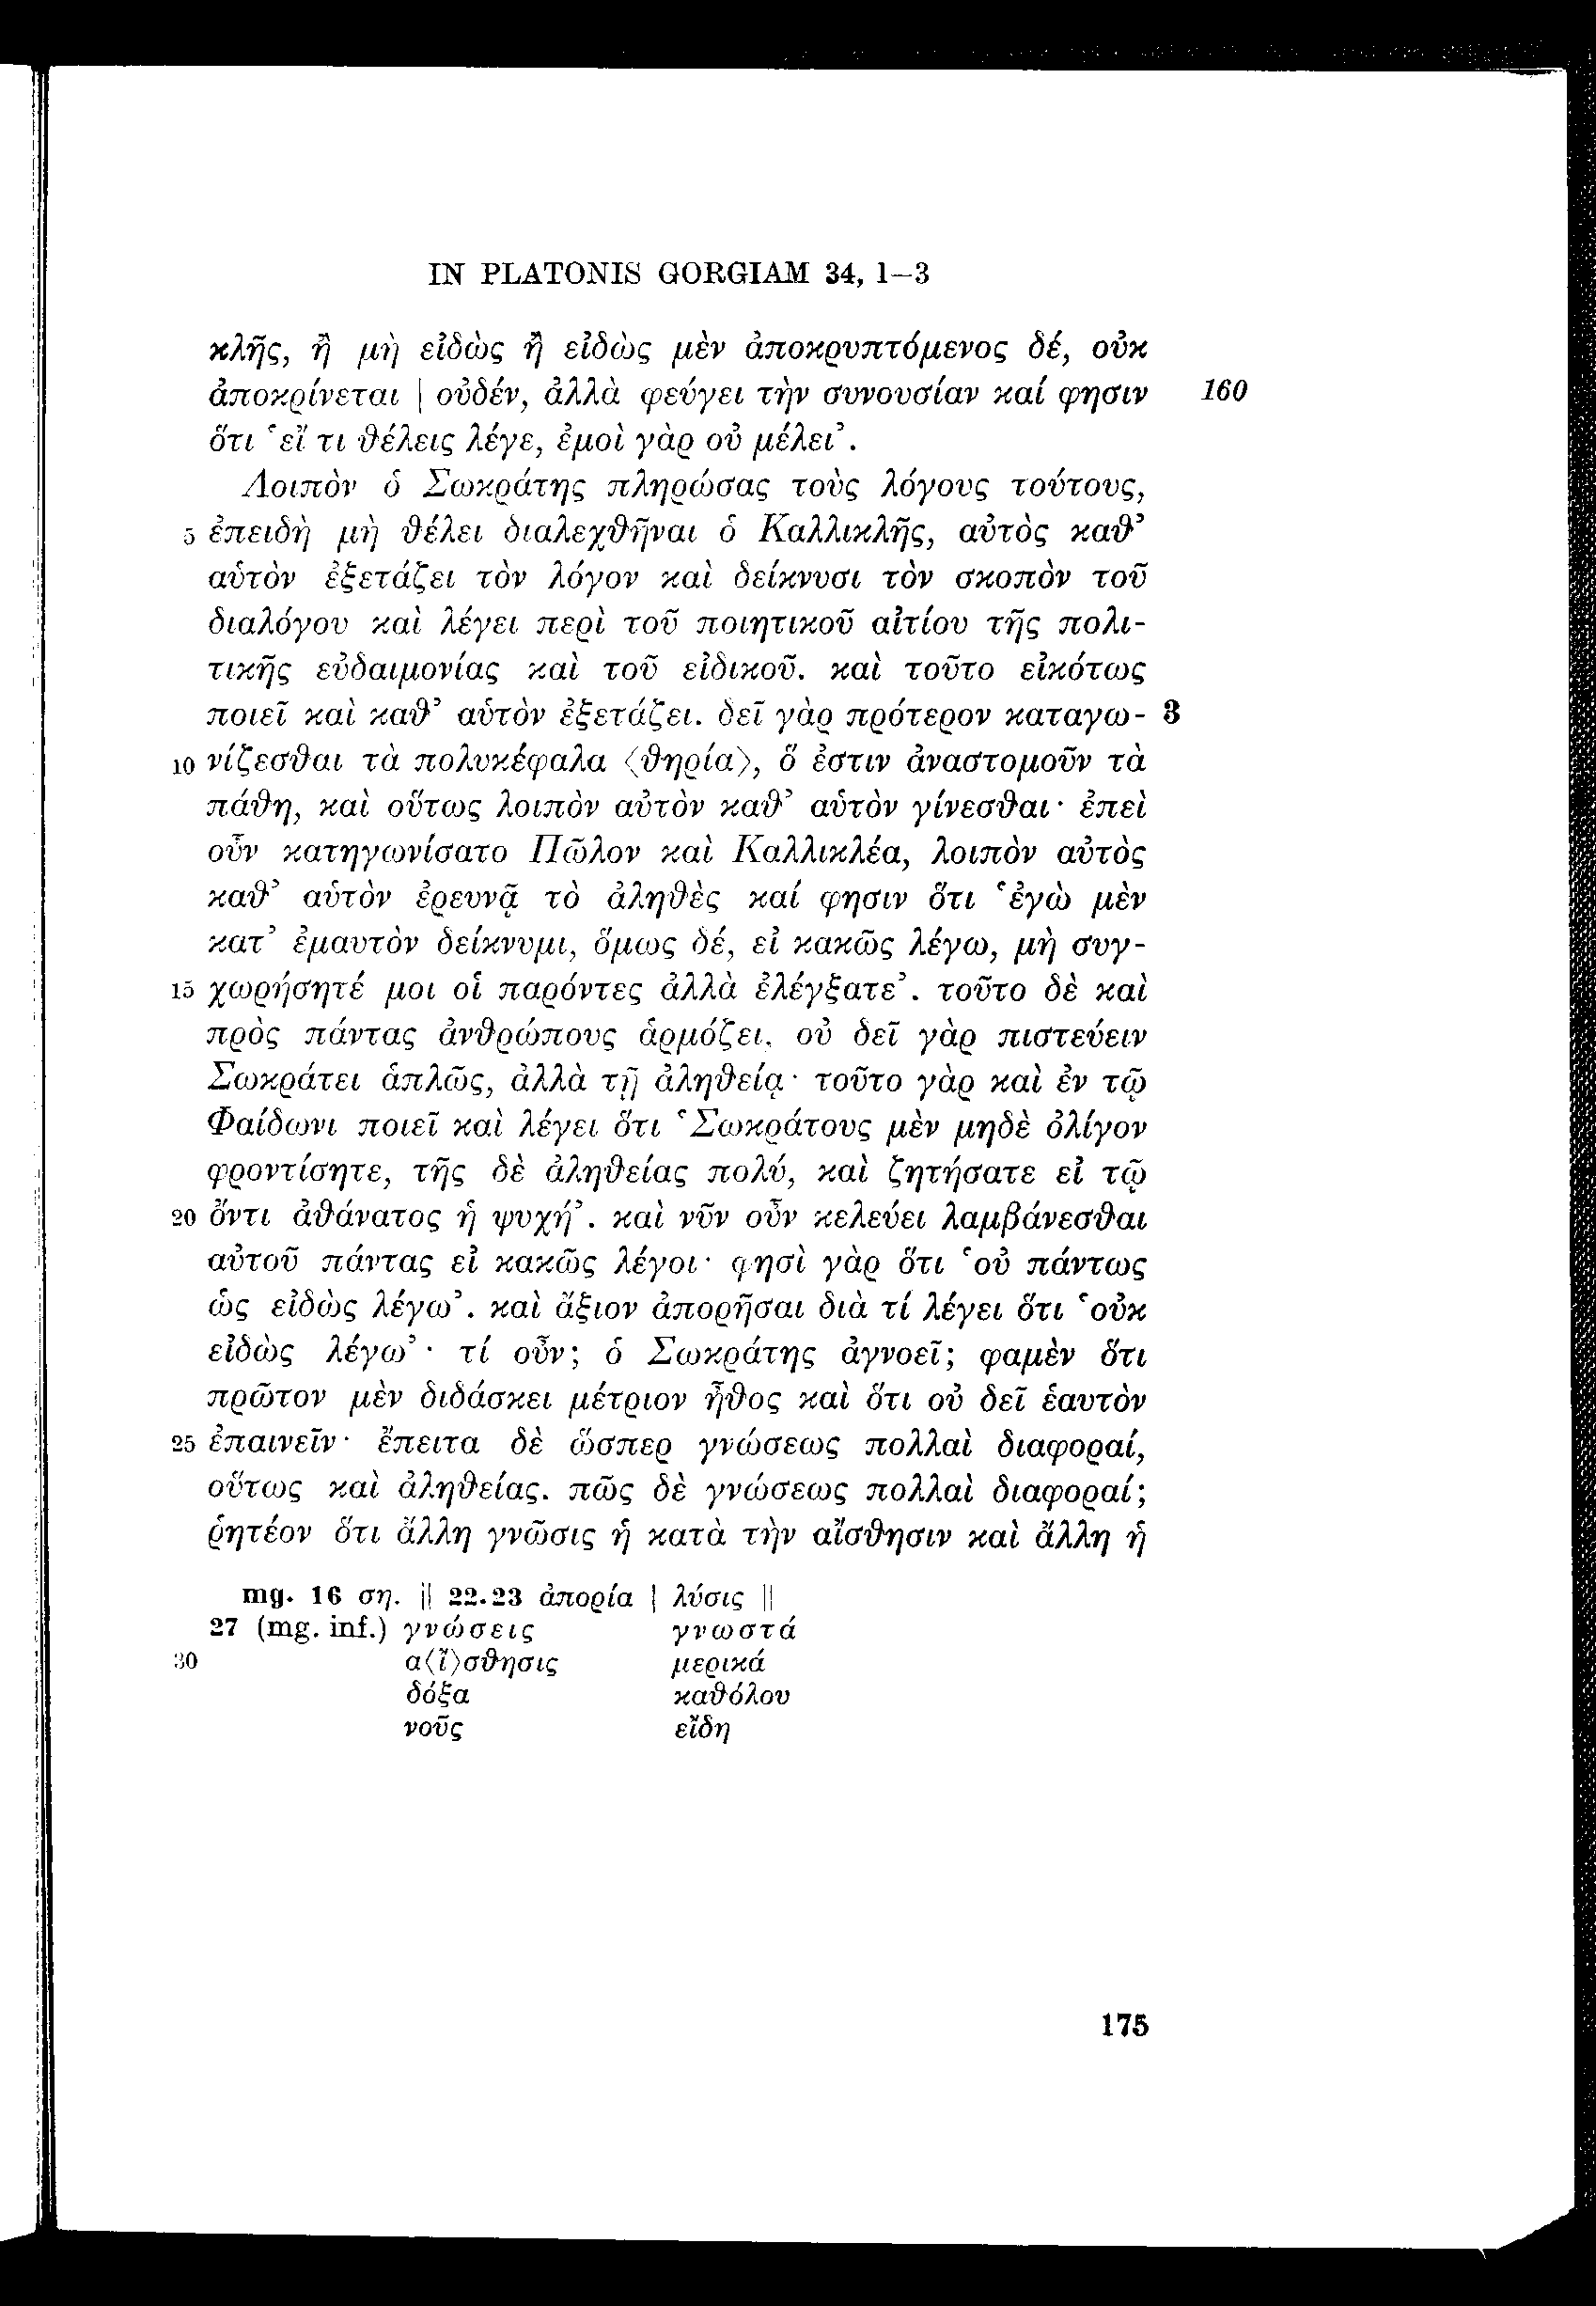 IN PLATONIS GORGIAM 34, 1–3
κλῆς, ἢ μὴ εἰδὼς ἢ εἰδὼς μὲν ἀποκρυπτόμενος δέ, οὐκ
ἀποκρίνεται | οὐδέν, ἀλλὰ φεύγει τὴν συνουσίαν καί φησιν 160
ὅτι ‛εἴ τι θέλεις λέγε, ἐμοὶ γὰρ οὐ μέλει’.
Λοιπὸν ὁ Σωκράτης πληρώσας τοὺς λόγους τούτους,
5 ἐπειδὴ μὴ θέλει διαλεχθῆναι ὁ Καλλικλῆς, αὐτὸς καθ’
αὑτὸν ἐξετάζει τὸν λόγον καὶ δείκνυσι τὸν σκοπὸν τοῦ
διαλόγου καὶ λέγει περὶ τοῦ ποιητικοῦ αἰτίου τῆς πολι-
τικῆς εὐδαιμονίας καὶ τοῦ εἰδικοῦ. καὶ τοῦτο εἰκότως
ποιεῖ καὶ καθ’ αὑτὸν ἐξετάζει. δεῖ γὰρ πρότερον καταγω- 3
10 νίζεσθαι τὰ πολυκέφαλα ⟨θηρία⟩, ὅ ἐστιν ἀναστομοῦν τὰ
πάθη, καὶ οὕτως λοιπὸν αὐτὸν καθ’ αὑτὸν γίνεσθαι· ἐπεὶ
οὖν κατηγωνίσατο Πῶλον καὶ Καλλικλέα, λοιπὸν αὐτὸς
καθ’ αὑτὸν ἐρευνᾷ τὸ ἀληθὲς καί φησιν ὅτι ‛ἐγὼ μὲν
κατ’ ἐμαυτὸν δείκνυμι, ὅμως δέ, εἰ κακῶς λέγω, μὴ συγ-
15 χωρήσητέ μοι οἱ παρόντες ἀλλὰ ἐλέγξατε’. τοῦτο δὲ καὶ
πρὸς πάντας ἀνθρώπους ἁρμόζει, οὐ δεῖ γὰρ πιστεύειν
Σωκράτει ἁπλῶς, ἀλλὰ τῇ ἀληθείᾳ· τοῦτο γὰρ καὶ ἐν τῷ
Φαίδωνι ποιεῖ καὶ λέγει ὅτι ‛Σωκράτους μὲν μηδὲ ὀλίγον
φροντίσητε, τῆς δὲ ἀληθείας πολύ, καὶ ζητήσατε εἰ τῷ
20 ὄντι ἀθάνατος ἡ ψυχή’. καὶ νῦν οὖν κελεύει λαμβάνεσθαι
αὐτοῦ πάντας εἰ κακῶς λέγοι· φησὶ γὰρ ὅτι ‛οὐ πάντως
ὡς εἰδὼς λέγω’. καὶ ἄξιον ἀπορῆσαι διὰ τί λέγει ὅτι ‛οὐκ
εἰδὼς λέγω’· τί οὖν; ὁ Σωκράτης ἀγνοεῖ; φαμὲν ὅτι
πρῶτον μὲν διδάσκει μέτριον ἦθος καὶ ὅτι οὐ δεῖ ἑαυτὸν
25 ἐπαινεῖν· ἔπειτα δὲ ὥσπερ γνώσεως πολλαὶ διαφοραί,
οὕτως καὶ ἀληθείας. πῶς δὲ γνώσεως πολλαὶ διαφοραί;
ῥητέον ὅτι ἄλλη γνῶσις ἡ κατὰ τὴν αἴσθησιν καὶ ἄλλη ἡ
mg. 16 ση. || 22.23 ἀπορία | λύσις ||
27 (mg. inf.) γνώσεις γνωστά
30 α⟨ἴ⟩σθησις μερικά
δόξα καθόλου
νοῦς εἴδη
175